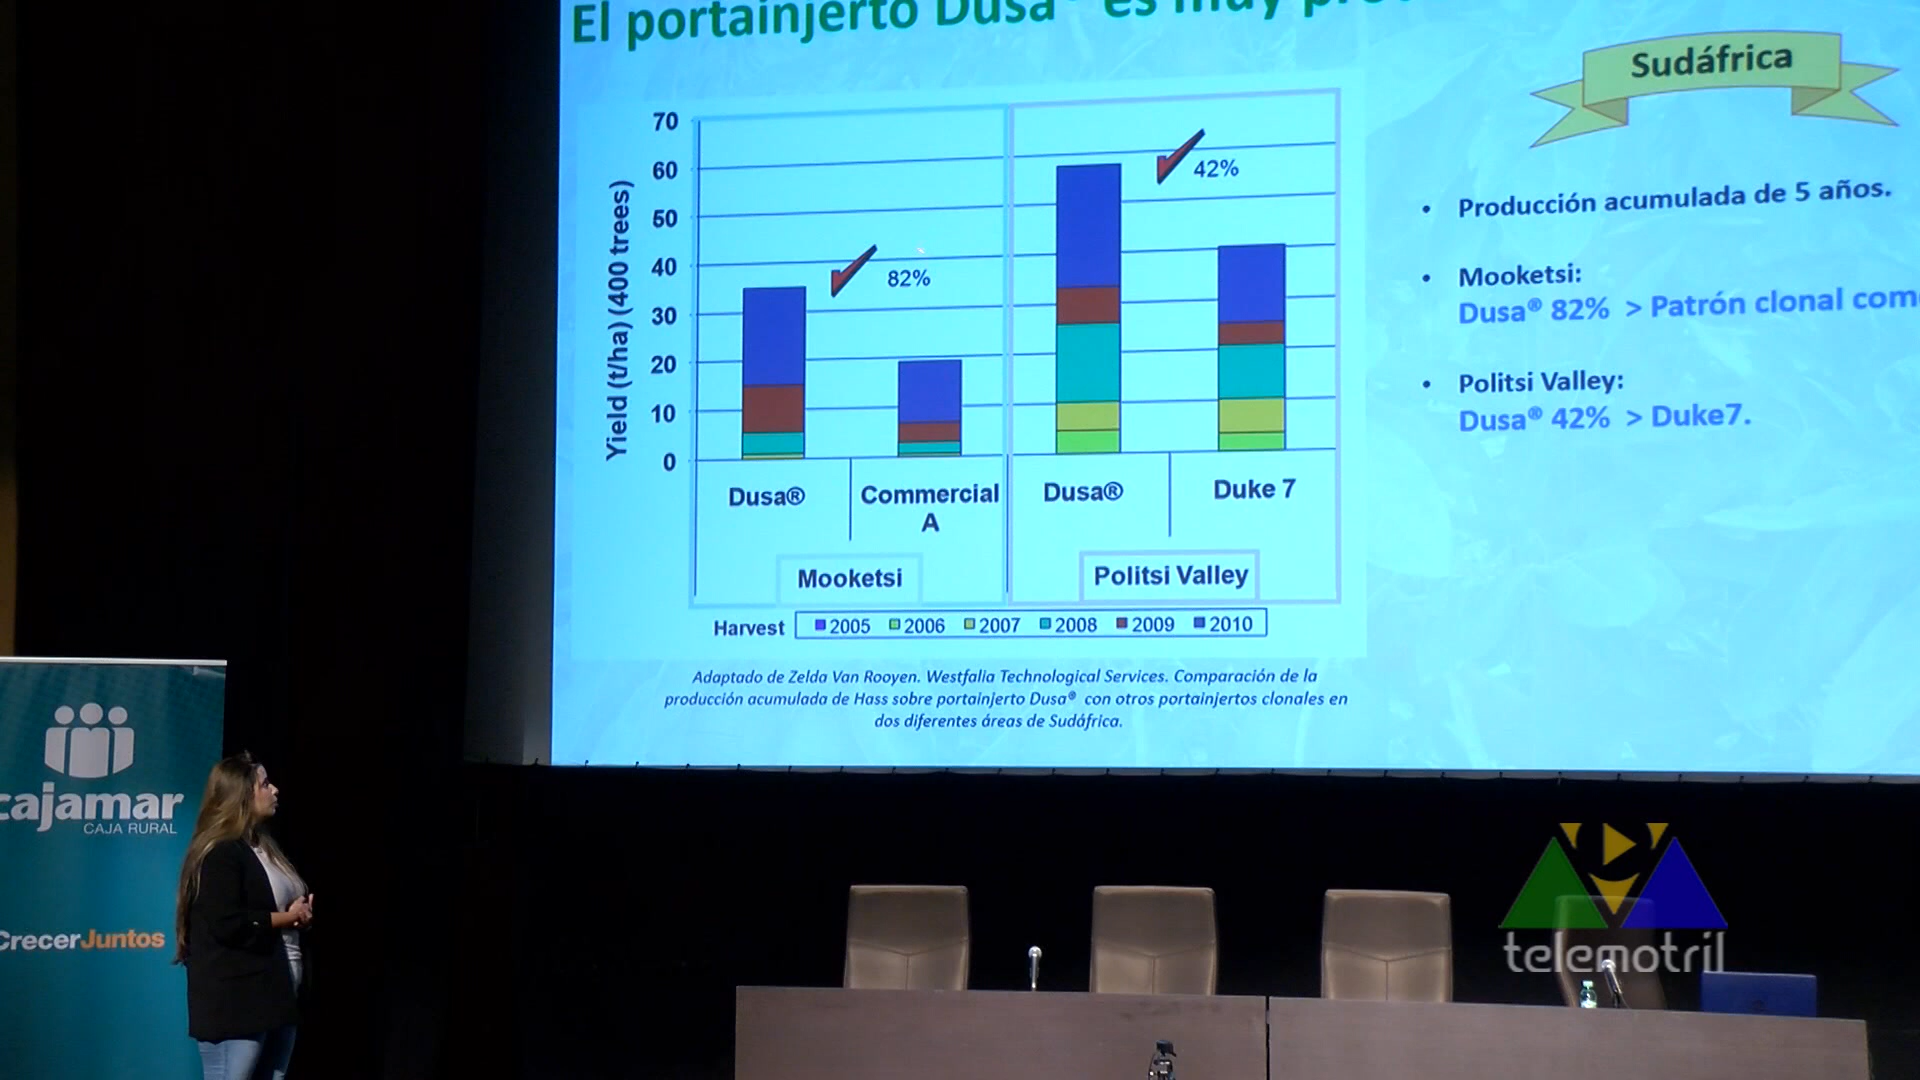 El portainjerto Dusa® es muy
Sudáfrica
70
60
50
40
30
20
10
0
Yield (t/ha) (400 trees)
82%
42%
Dusa®
Commercial
A
Dusa®
Duke 7
Mooketsi
Politsi Valley
Harvest
2005 2006 2007 2008 2009 2010
Adaptado de Zelda Van Rooyen. Westfalia Technological Services. Comparación de la
producción acumulada de Hass sobre portainjerto Dusa® con otros portainjertos clonales en
dos diferentes áreas de Sudáfrica.
• Producción acumulada de 5 años.
• Mooketsi:
Dusa® 82% > Patrón clonal com
• Politsi Valley:
Dusa® 42% > Duke7.
cajamar
CAJA RURAL
CrecerJuntos
telemotril